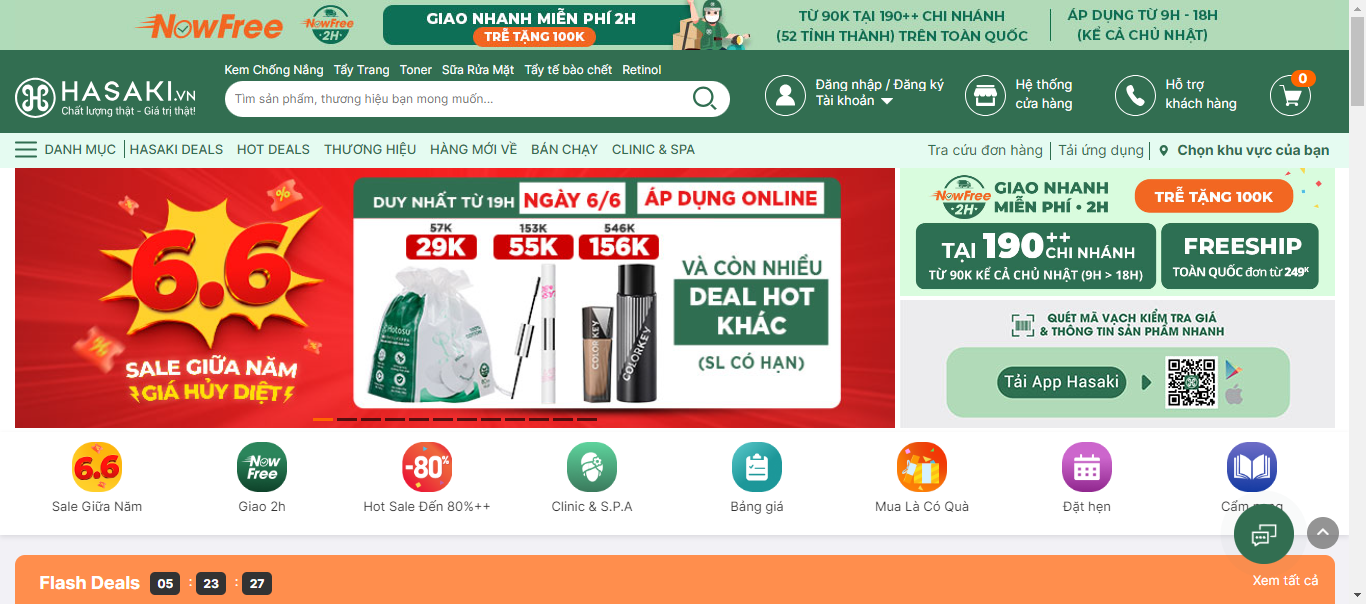 NowFree
NowFree
2H
GIAO NHANH MIỄN PHÍ 2H
TRỄ TẶNG 100K
TỪ 90K TẠI 190++ CHI NHÁNH
(52 TỈNH THÀNH) TRÊN TOÀN QUỐC
ÁP DỤNG TỪ 9H - 18H
(KỂ CẢ CHỦ NHẬT)
HASAKI.VN
Chất lượng thật - Giá trị thật!
Kem Chống Nắng Tẩy Trang Toner Sữa Rửa Mặt Tẩy tế bào chết Retinol
Tìm sản phẩm, thương hiệu bạn mong muốn...
Đăng nhập / Đăng ký
Tài khoản
Hệ thống
cửa hàng
Hỗ trợ
khách hàng
0
DANH MỤC HASAKI DEALS HOT DEALS THƯƠNG HIỆU HÀNG MỚI VỀ BÁN CHẠY CLINIC & SPA
Tra cứu đơn hàng Tải ứng dụng Chọn khu vực của bạn
6.6
SALE GIỮA NĂM
GIÁ HỦY DIỆT
DUY NHẤT TỪ 19H NGÀY 6/6 ÁP DỤNG ONLINE
57K 153K 546K
29K 55K 156K
COLORKEY
COLORKEY
VÀ CÒN NHIỀU
DEAL HOT
KHÁC
(SL CÓ HẠN)
NowFree
2H
GIAO NHANH
MIỄN PHÍ • 2H
TRỄ TẶNG 100K
TẠI 190++ CHI NHÁNH
TỪ 90K KỂ CẢ CHỦ NHẬT (9H > 18H)
FREESHIP
TOÀN QUỐC đơn từ 249K
QUÉT MÃ VẠCH KIỂM TRA GIÁ
& THÔNG TIN SẢN PHẨM NHANH
Tải App Hasaki
6.6
Now
Free
-80%
Sale Giữa Năm
Giao 2h
Hot Sale Đến 80%++
Clinic & S.P.A
Bảng giá
Mua Là Có Quà
Đặt hẹn
Flash Deals 05 : 23 : 27
Xem tất cả